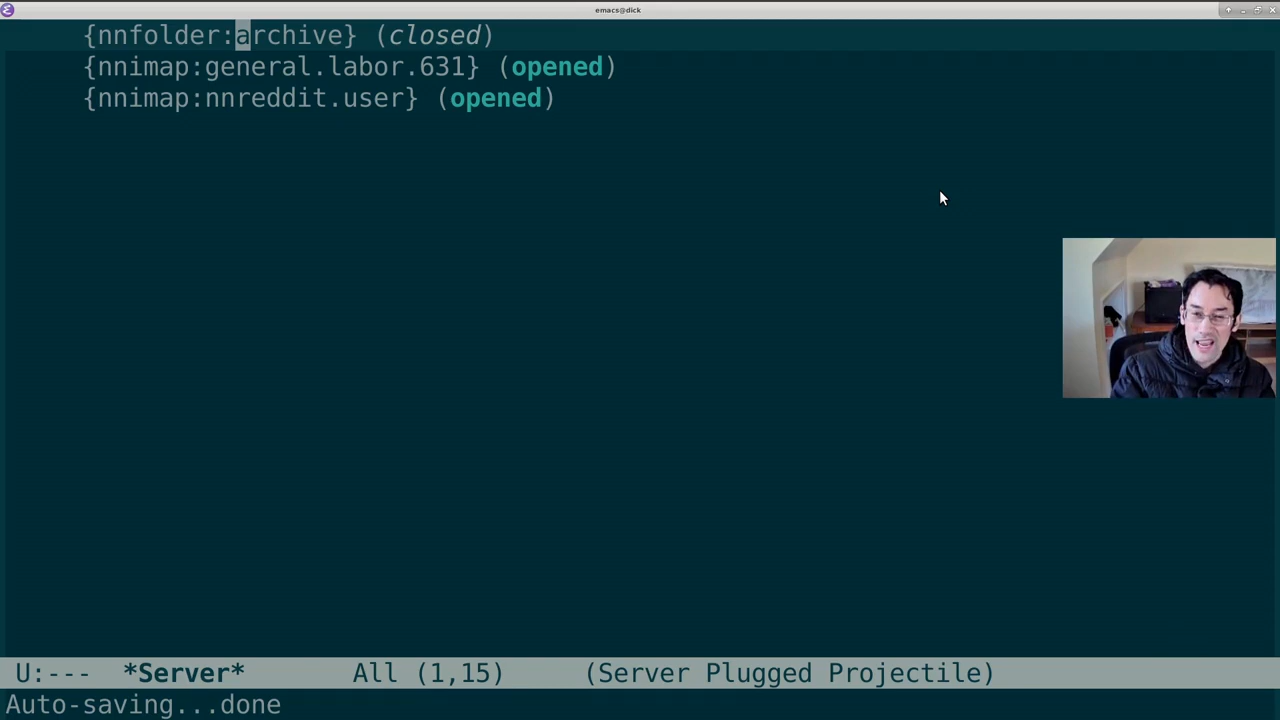 emacs@dick
{nnfolder:archive} (closed)
{nnimap:general.labor.631} (opened)
{nnimap:nnreddit.user} (opened)
U:---  *Server*       All (1,15)     (Server Plugged Projectile)
Auto-saving...done